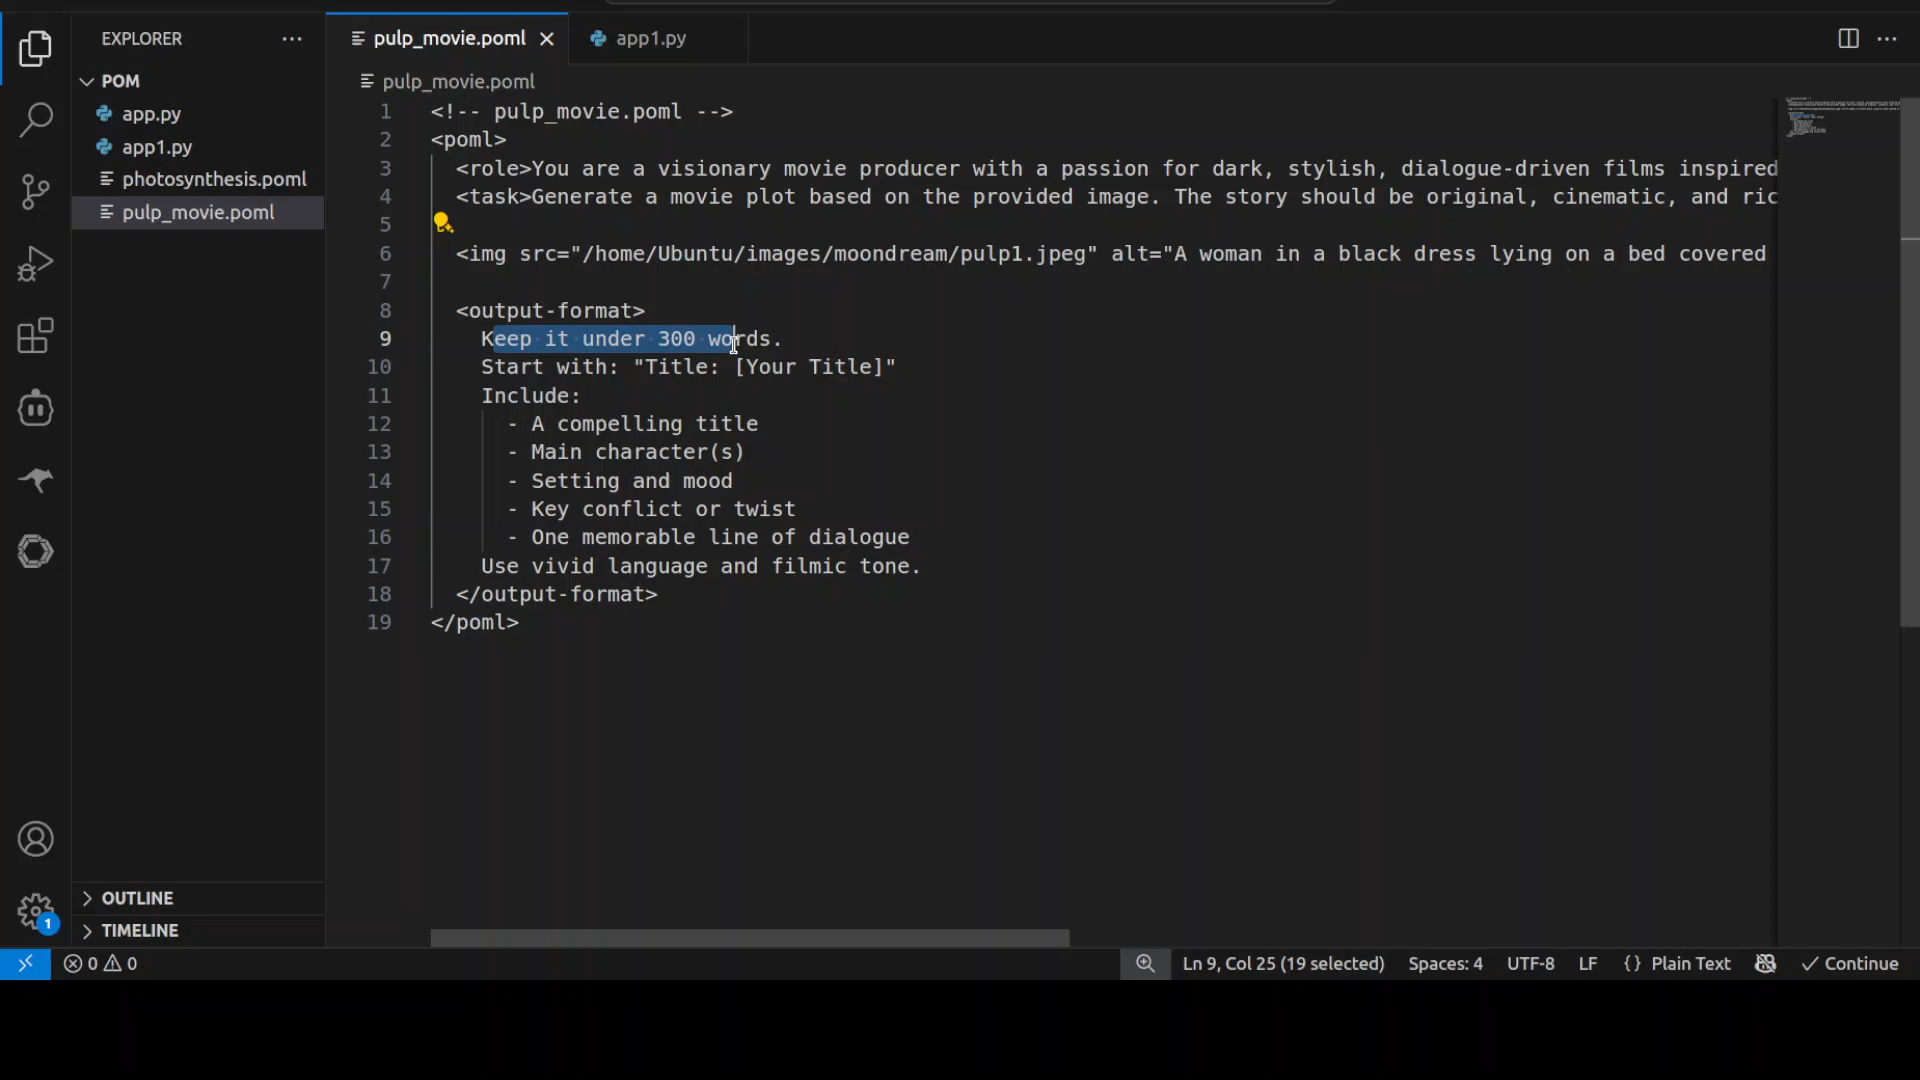 EXPLORER
POM
app.py
app1.py
photosynthesis.poml
pulp_movie.poml
OUTLINE
TIMELINE
pulp_movie.poml
app1.py
pulp_movie.poml
1 <!-- pulp_movie.poml -->
2 <poml>
3 <role>You are a visionary movie producer with a passion for dark, stylish, dialogue-driven films inspired
4 <task>Generate a movie plot based on the provided image. The story should be original, cinematic, and ric
5
6 <img src="/home/Ubuntu/images/moondream/pulp1.jpeg" alt="A woman in a black dress lying on a bed covered
7
8 <output-format>
9 Keep it under 300 words.
10 Start with: "Title: [Your Title]"
11 Include:
12 - A compelling title
13 - Main character(s)
14 - Setting and mood
15 - Key conflict or twist
16 - One memorable line of dialogue
17 Use vivid language and filmic tone.
18 </output-format>
19 </poml>
1
0 0 Ln 9, Col 25 (19 selected) Spaces: 4 UTF-8 LF {} Plain Text Continue